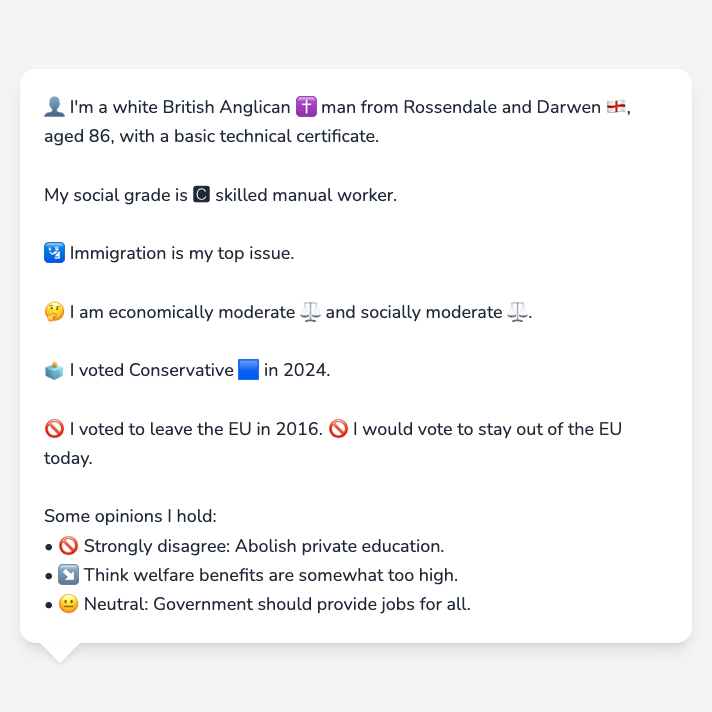 👤 I'm a white British Anglican ✝️ man from Rossendale and Darwen 🏴󠁧󠁢󠁥󠁮󠁧󠁿,
aged 86, with a basic technical certificate.
My social grade is 🅲 skilled manual worker.
🛂 Immigration is my top issue.
🤔 I am economically moderate ⚖️ and socially moderate ⚖️.
🗳️ I voted Conservative 🟦 in 2024.
🚫 I voted to leave the EU in 2016. 🚫 I would vote to stay out of the EU
today.
Some opinions I hold:
• 🚫 Strongly disagree: Abolish private education.
• ↘️ Think welfare benefits are somewhat too high.
• 😐 Neutral: Government should provide jobs for all.